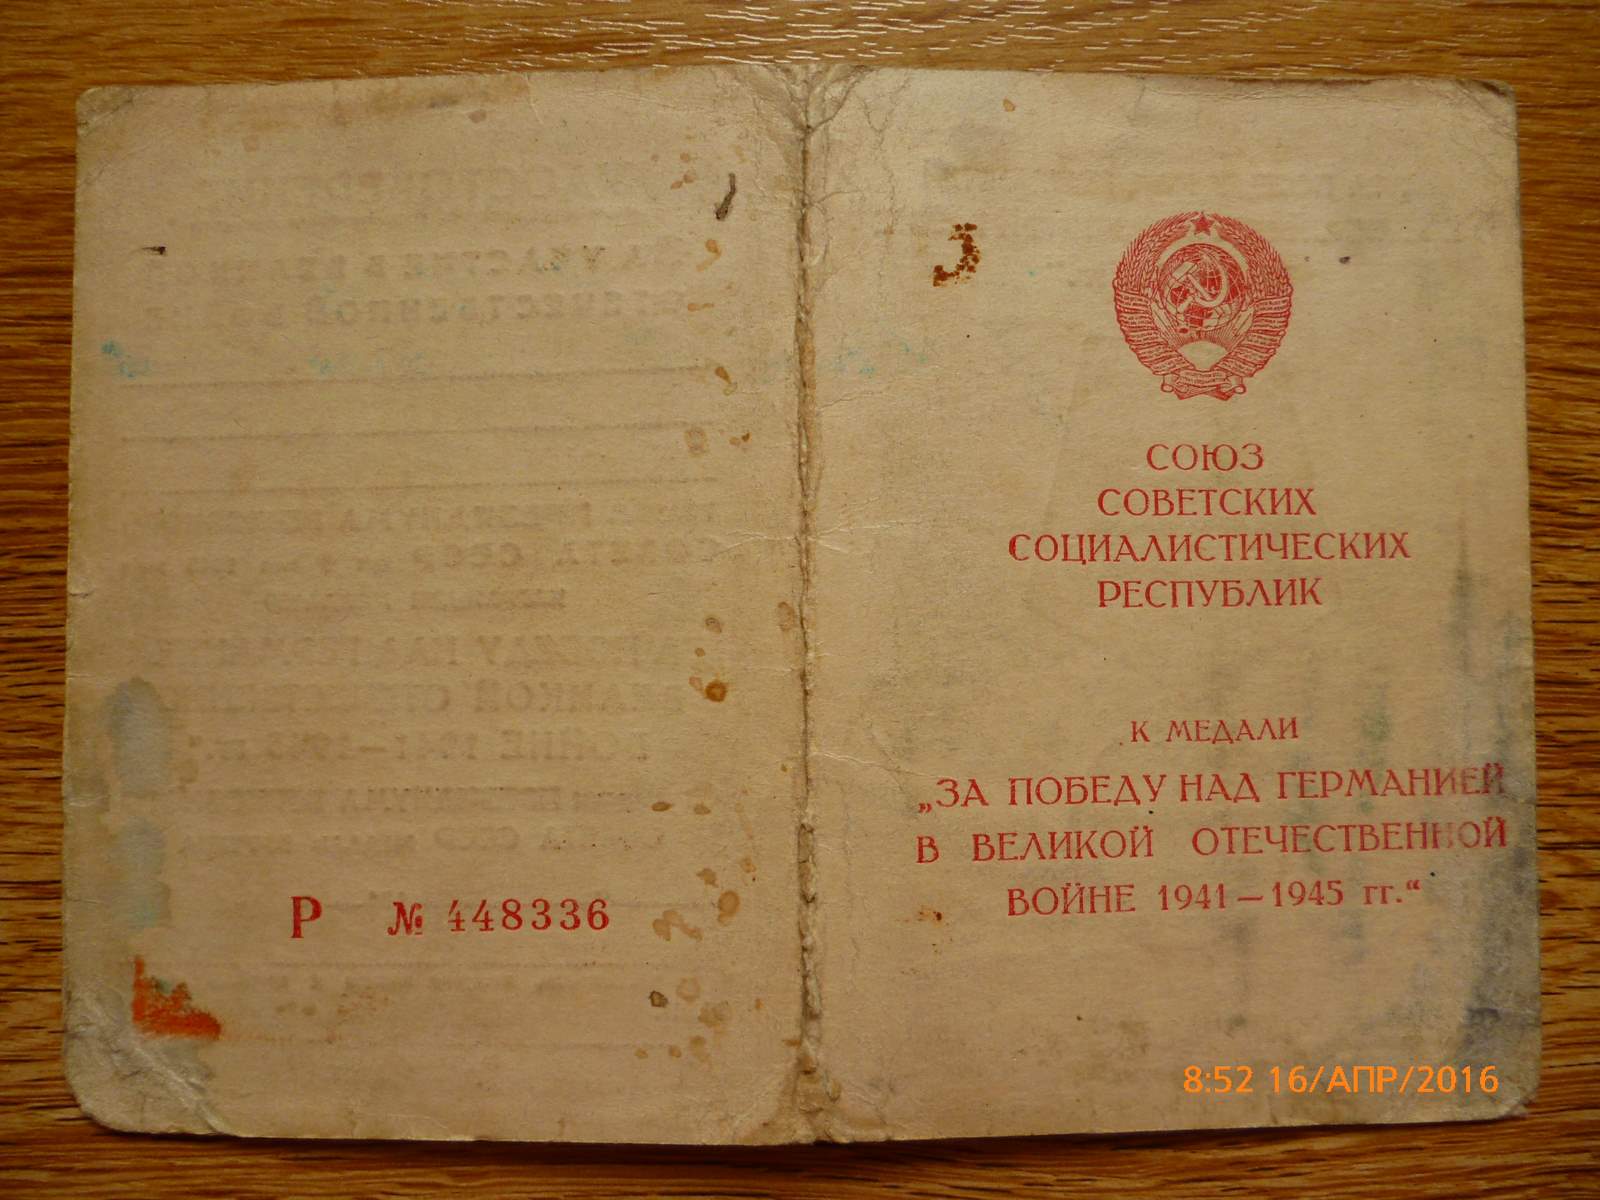 Р № 448336
СОЮЗ
СОВЕТСКИХ
СОЦИАЛИСТИЧЕСКИХ
РЕСПУБЛИК
К МЕДАЛИ
„ЗА ПОБЕДУ НАД ГЕРМАНИЕЙ
В ВЕЛИКОЙ ОТЕЧЕСТВЕННОЙ
ВОЙНЕ 1941—1945 гг.“
8:52 16/АПР/2016